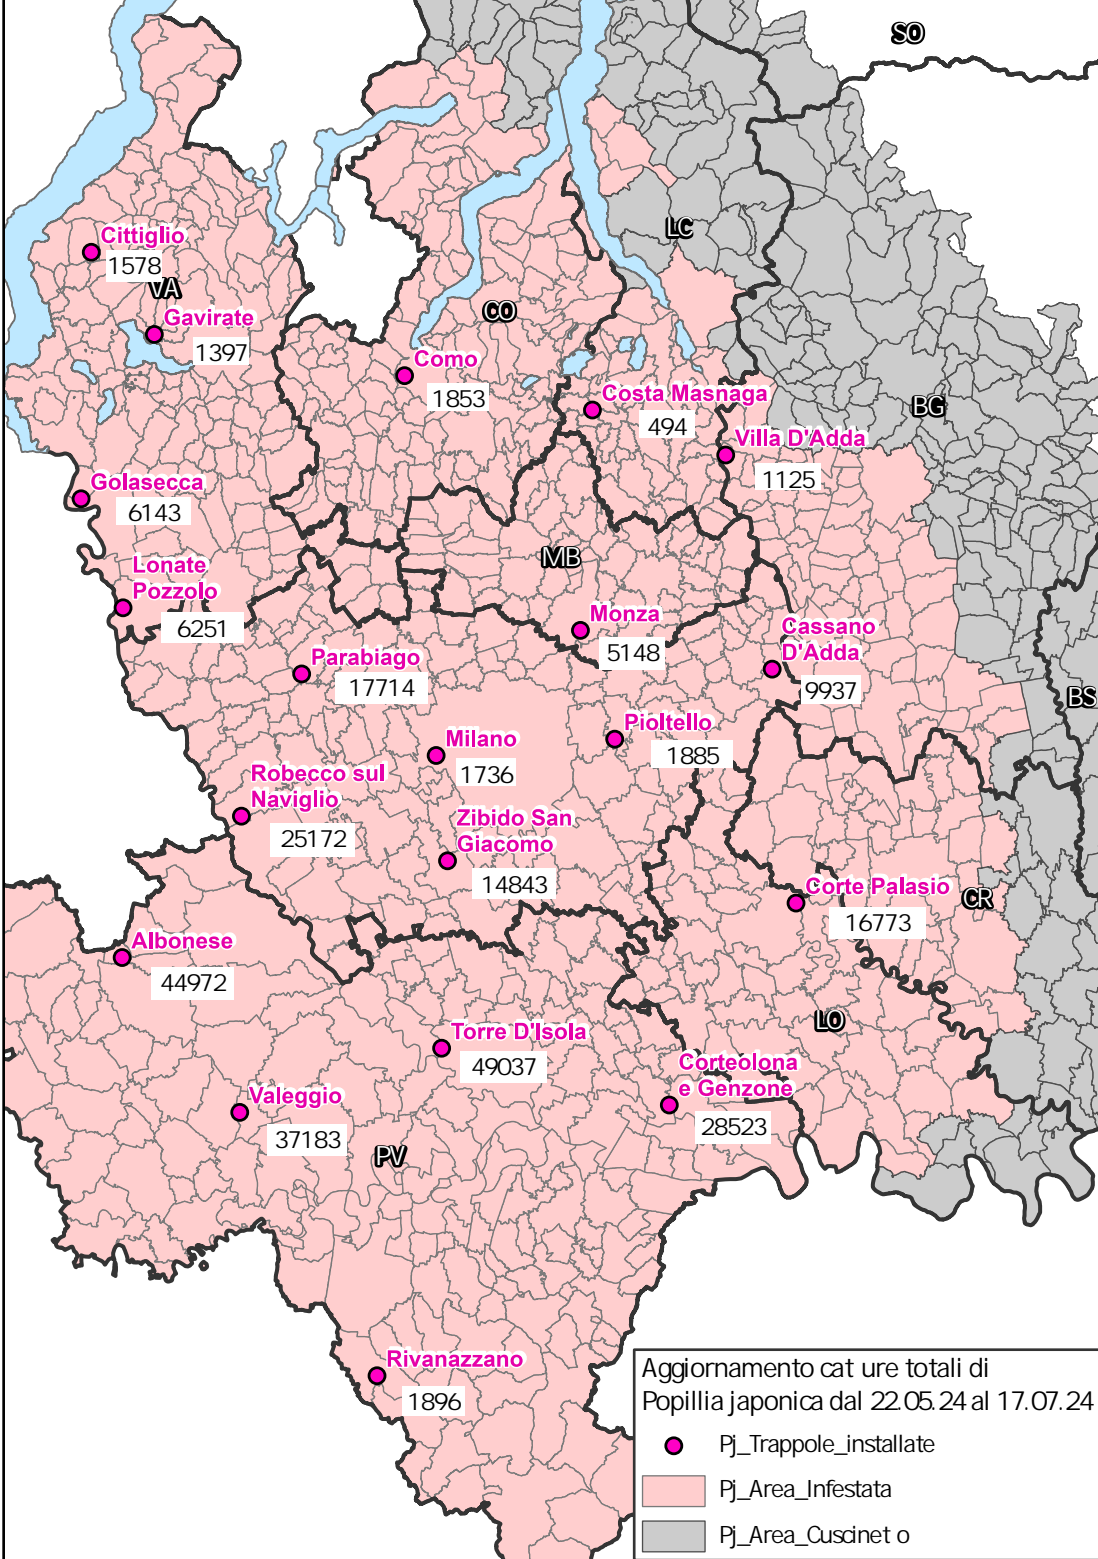 SO
Cittiglio
1578
VA
LC
CO
Gavirate
1397
Como
1853
Costa Masnaga
494
BG
Villa D'Adda
1125
Golasecca
6143
MB
Lonate
Pozzolo
6251
Monza
5148
Cassano
D'Adda
9937
Parabiago
17714
BS
Pioltello
1885
Milano
1736
Robecco sul
Naviglio
25172
Zibido San
Giacomo
14843
Corte Palasio
16773
CR
Albonese
44972
LO
Torre D'Isola
49037
Corteolona
e Genzone
28523
Valeggio
37183
PV
Rivanazzano
1896
Aggiornamento cat ure totali di
Popillia japonica dal 22.05.24 al 17.07.24
Pj_Trappole_installate
Pj_Area_Infestata
Pj_Area_Cuscinet o